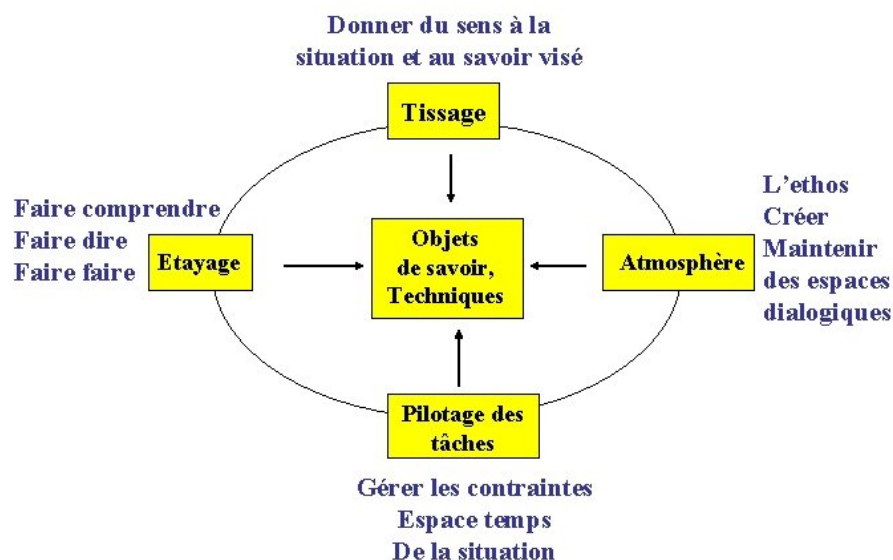 Donner du sens à la
situation et au savoir visé
Tissage
Faire comprendre
Faire dire
Faire faire
Etayage
Objets
de savoir,
Techniques
Atmosphère
L’ethos
Créer
Maintenir
des espaces
dialogiques
Pilotage des
tâches
Gérer les contraintes
Espace temps
De la situation